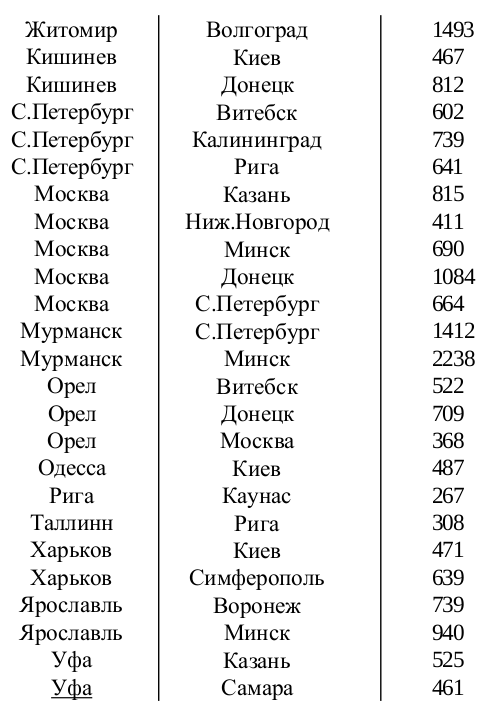 Житомир Волгоград 1493
Кишинев Киев 467
Кишинев Донецк 812
С.Петербург Витебск 602
С.Петербург Калининград 739
С.Петербург Рига 641
Москва Казань 815
Москва Ниж.Новгород 411
Москва Минск 690
Москва Донецк 1084
Москва С.Петербург 664
Мурманск С.Петербург 1412
Мурманск Минск 2238
Орел Витебск 522
Орел Донецк 709
Орел Москва 368
Одесса Киев 487
Рига Каунас 267
Таллинн Рига 308
Харьков Киев 471
Харьков Симферополь 639
Ярославль Воронеж 739
Ярославль Минск 940
Уфа Казань 525
Уфа Самара 461